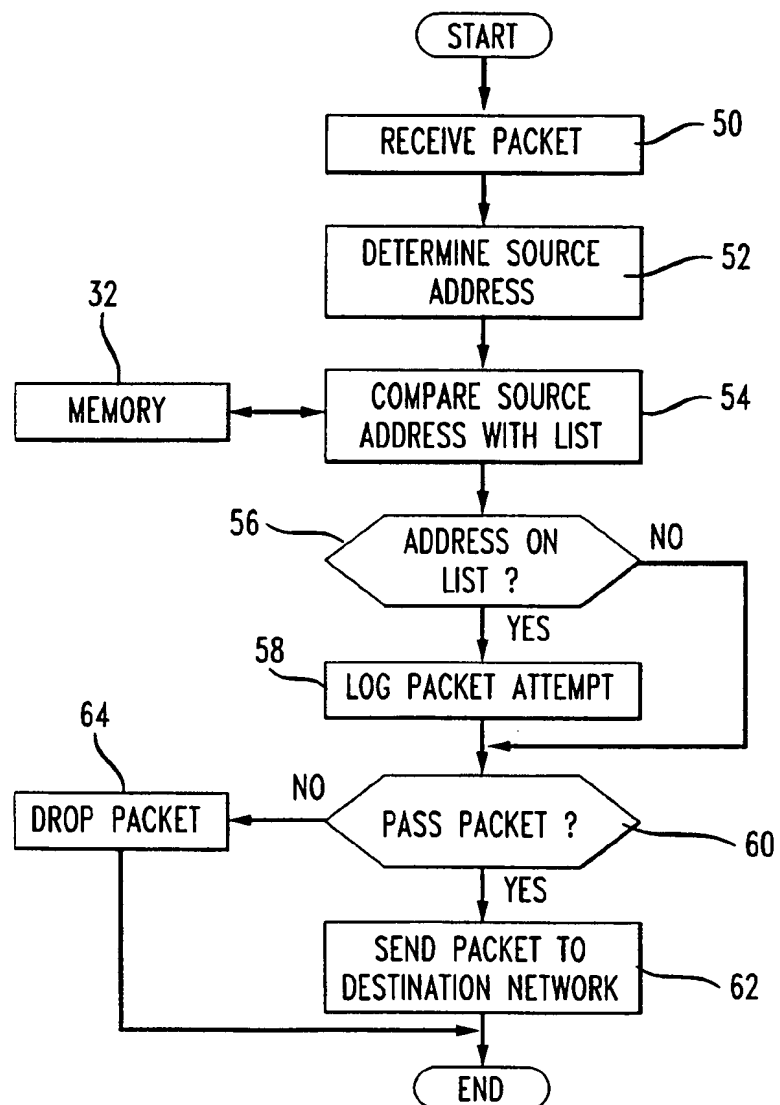 START
RECEIVE PACKET
50
DETERMINE SOURCE
ADDRESS
52
32
MEMORY
COMPARE SOURCE
ADDRESS WITH LIST
54
56
ADDRESS ON
LIST ?
NO
YES
58
LOG PACKET ATTEMPT
64
DROP PACKET
NO
PASS PACKET ?
60
YES
SEND PACKET TO
DESTINATION NETWORK
62
END